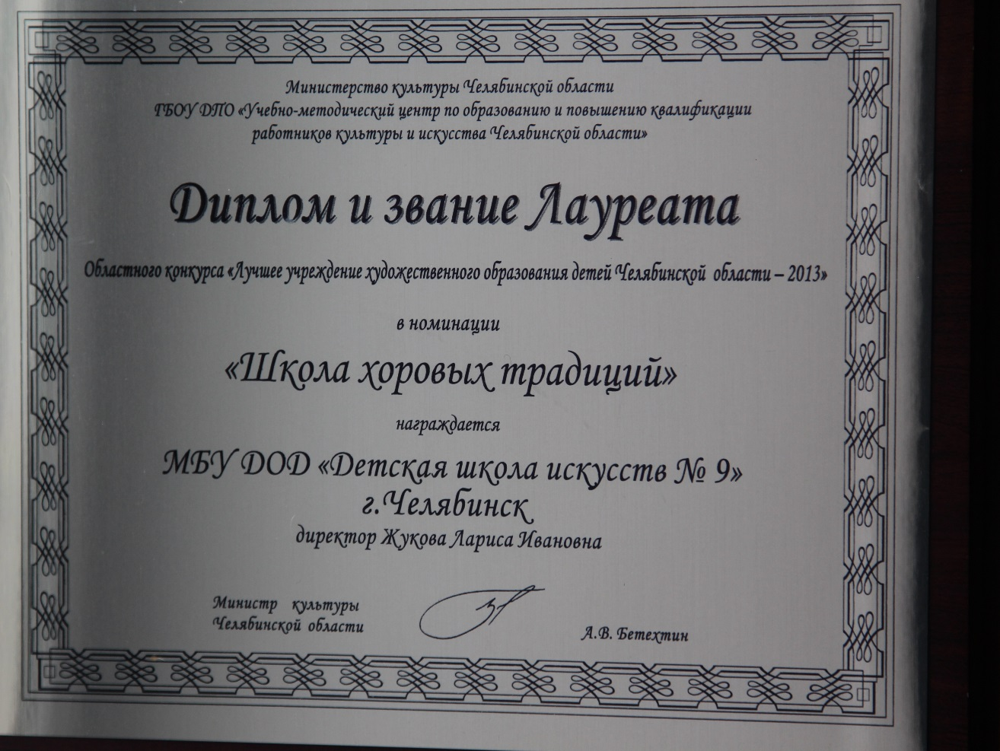 Министерство культуры Челябинской области
ГБОУ ДПО «Учебно-методический центр по образованию и повышению квалификации
работников культуры и искусства Челябинской области»
Диплом и звание Лауреата
Областного конкурса «Лучшее учреждение художественного образования детей Челябинской области – 2013»
в номинации
«Школа хоровых традиций»
награждается
МБУ DOD «Детская школа искусств № 9»
г.Челябинск
директор Жукова Лариса Ивановна
Министр культуры
Челябинской области
А.В. Бетехтин